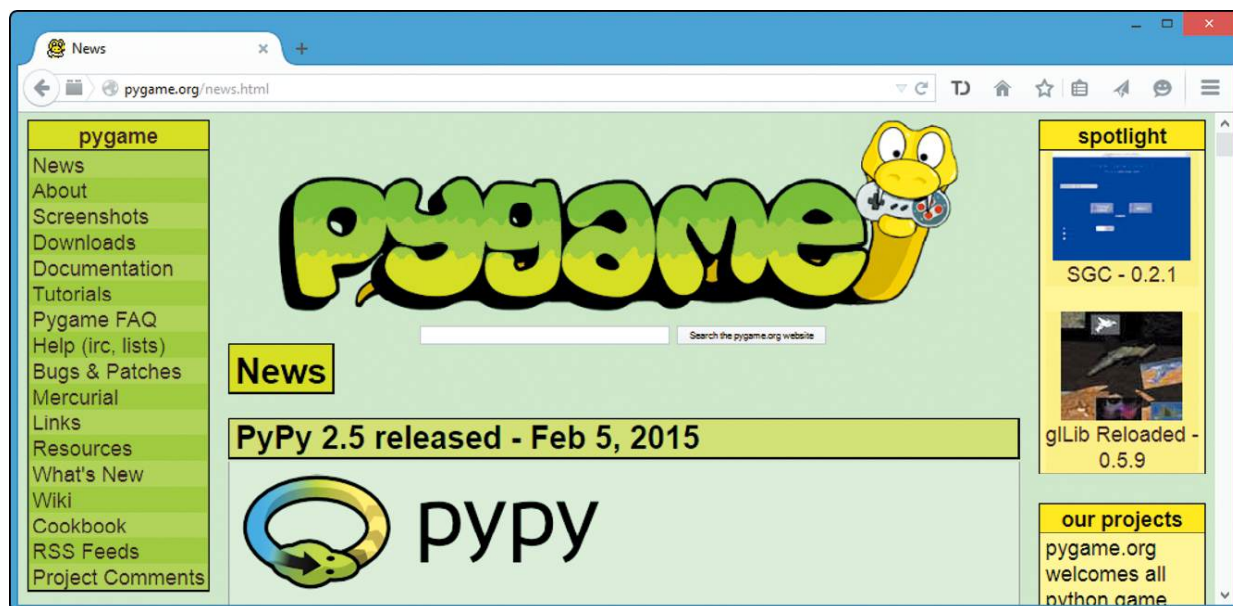 News
pygame.org/news.html
pygame
News
About
Screenshots
Downloads
Documentation
Tutorials
Pygame FAQ
Help (irc, lists)
Bugs & Patches
Mercurial
Links
Resources
What's New
Wiki
Cookbook
RSS Feeds
Project Comments
pygame
Search the pygame.org website
News
PyPy 2.5 released - Feb 5, 2015
pypy
spotlight
SGC - 0.2.1
glLib Reloaded -
0.5.9
our projects
pygame.org
welcomes all
python game